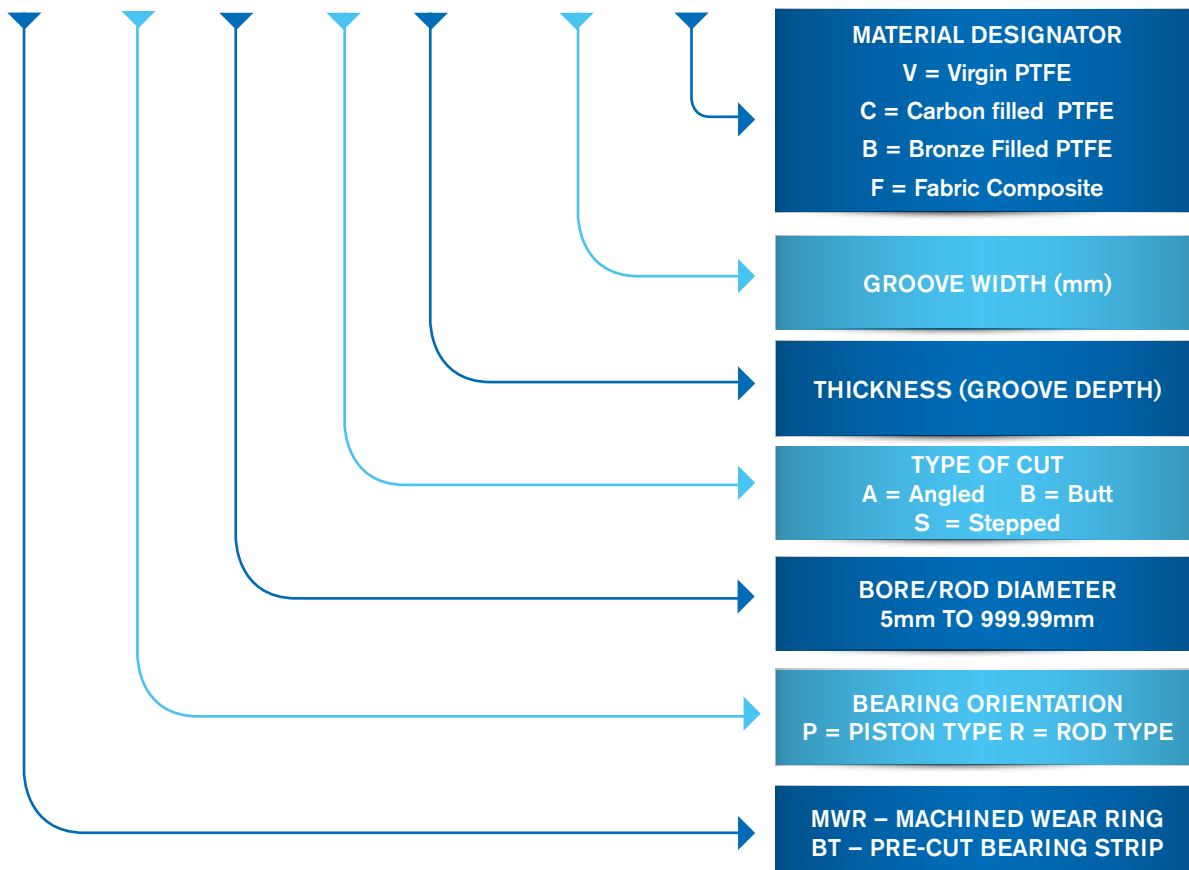 MATERIAL DESIGNATOR
V = Virgin PTFE
C = Carbon filled PTFE
B = Bronze Filled PTFE
F = Fabric Composite
GROOVE WIDTH (mm)
THICKNESS (GROOVE DEPTH)
TYPE OF CUT
A = Angled B = Butt
S = Stepped
BORE/ROD DIAMETER
5mm TO 999.99mm
BEARING ORIENTATION
P = PISTON TYPE R = ROD TYPE
MWR – MACHINED WEAR RING
BT – PRE-CUT BEARING STRIP